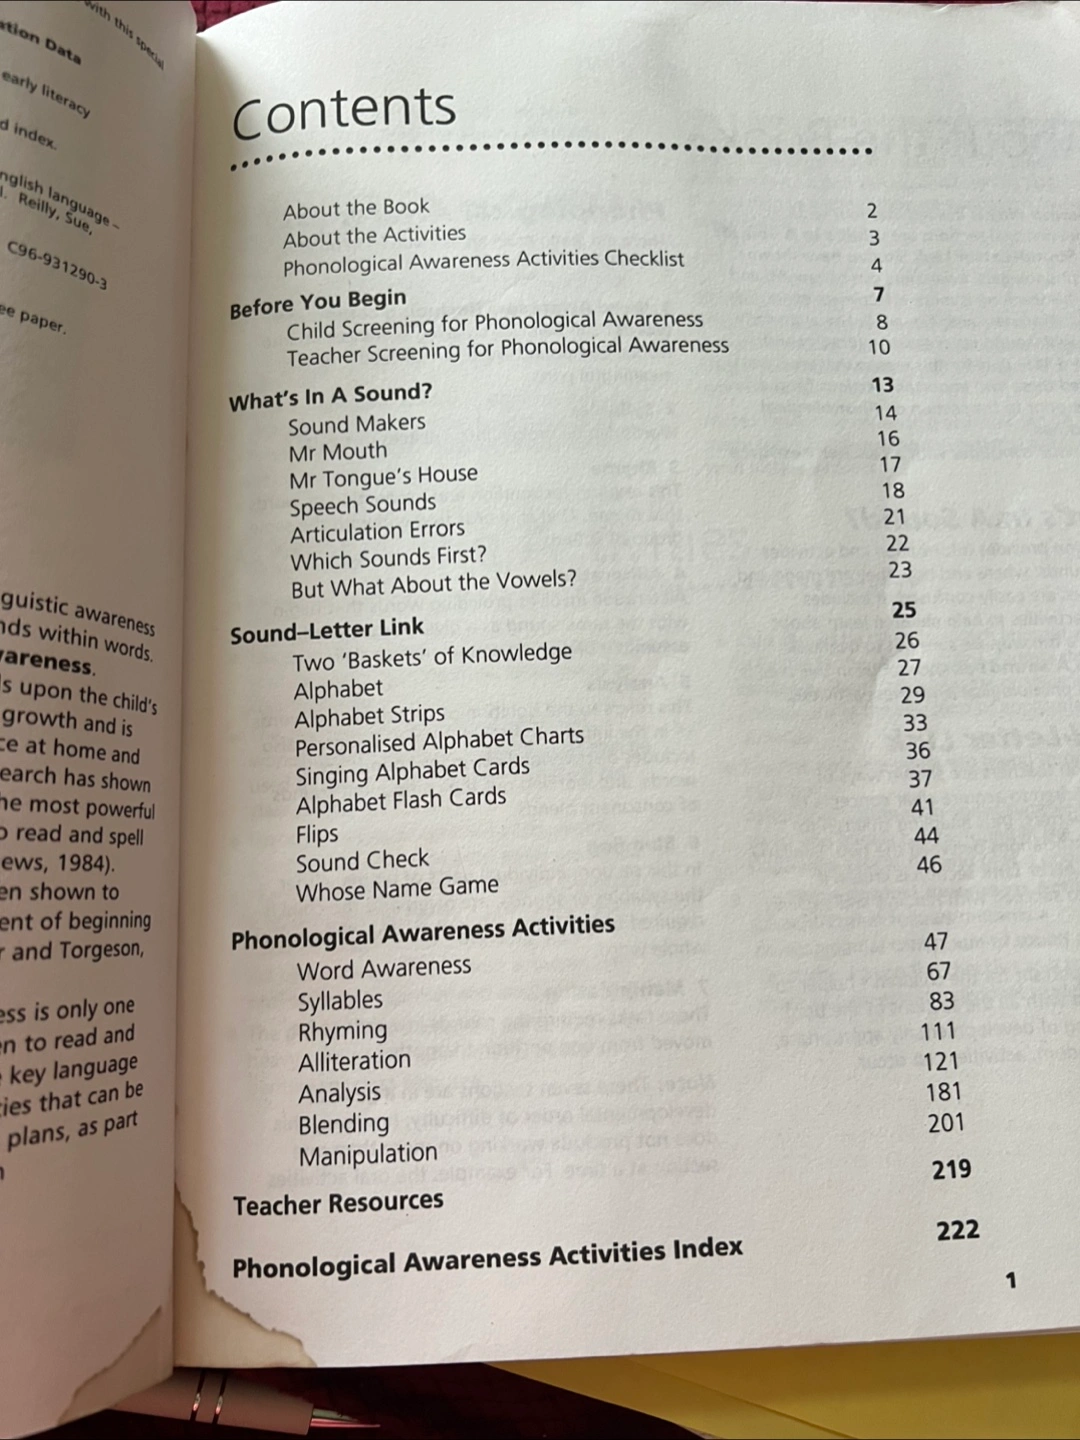 with this special
ation Data
early literacy
d index.
nglish language –
l. Reilly, Sue,
C96-931290-3
ee paper.
guistic awareness
nds within words.
vareness.
s upon the child's
growth and is
ce at home and
earch has shown
he most powerful
o read and spell
ews, 1984).
en shown to
ent of beginning
r and Torgeson,
ess is only one
en to read and
key language
ies that can be
plans, as part
Contents
About the Book 2
About the Activities 3
Phonological Awareness Activities Checklist 4
Before You Begin 7
Child Screening for Phonological Awareness 8
Teacher Screening for Phonological Awareness 10
What's In A Sound? 13
Sound Makers 14
Mr Mouth 16
Mr Tongue's House 17
Speech Sounds 18
Articulation Errors 21
Which Sounds First? 22
But What About the Vowels? 23
Sound–Letter Link 25
Two 'Baskets' of Knowledge 26
Alphabet 27
Alphabet Strips 29
Personalised Alphabet Charts 33
Singing Alphabet Cards 36
Alphabet Flash Cards 37
Flips 41
Sound Check 44
Whose Name Game 46
Phonological Awareness Activities
Word Awareness 47
Syllables 67
Rhyming 83
Alliteration 111
Analysis 121
Blending 181
Manipulation 201
Teacher Resources 219
Phonological Awareness Activities Index 222
1